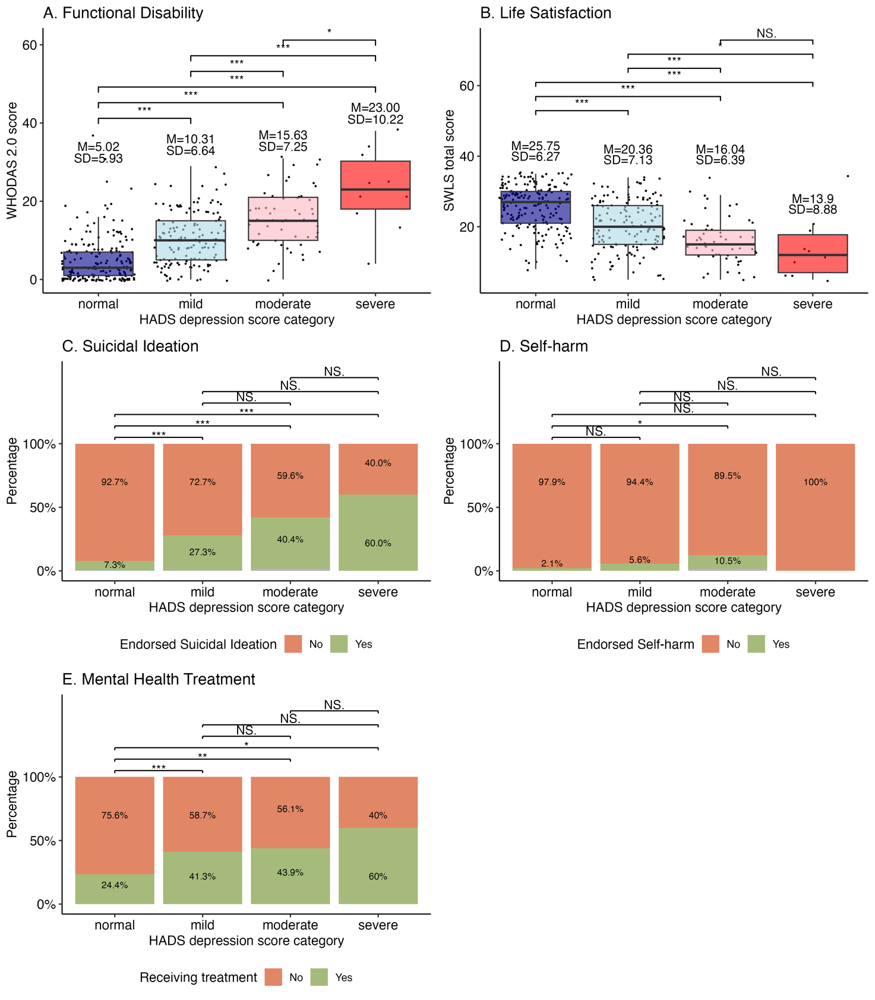 A. Functional Disability
WHODAS 2.0 score
60
40
20
0
*
***
***
***
***
***
M=5.02
SD=5.93
M=10.31
SD=6.64
M=15.63
SD=7.25
M=23.00
SD=10.22
normal
mild
moderate
severe
HADS depression score category
B. Life Satisfaction
SWLS total score
60
40
20
NS.
*
***
***
***
***
M=25.75
SD=6.27
M=20.36
SD=7.13
M=16.04
SD=6.39
M=13.9
SD=8.88
normal
mild
moderate
severe
HADS depression score category
C. Suicidal Ideation
Percentage
100%
50%
0%
NS.
NS.
NS.
***
***
***
92.7%
7.3%
72.7%
27.3%
59.6%
40.4%
40.0%
60.0%
normal
mild
moderate
severe
HADS depression score category
Endorsed Suicidal Ideation
No
Yes
D. Self-harm
Percentage
100%
50%
0%
NS.
NS.
NS.
NS.
*
NS.
97.9%
2.1%
94.4%
5.6%
89.5%
10.5%
100%
normal
mild
moderate
severe
HADS depression score category
Endorsed Self-harm
No
Yes
E. Mental Health Treatment
Percentage
100%
50%
0%
NS.
NS.
NS.
*
**
***
75.6%
24.4%
58.7%
41.3%
56.1%
43.9%
40%
60%
normal
mild
moderate
severe
HADS depression score category
Receiving treatment
No
Yes